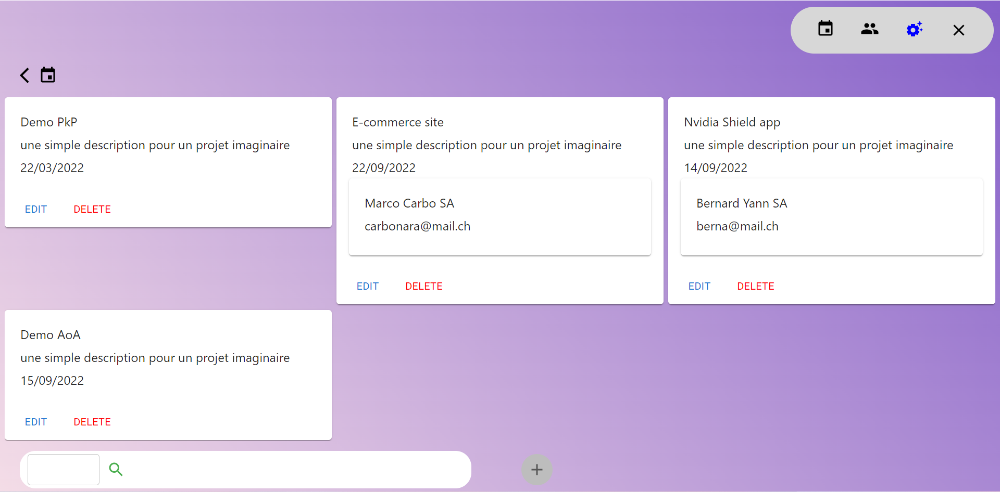 Demo PkP
une simple description pour un projet imaginaire
22/03/2022
EDIT DELETE
E-commerce site
une simple description pour un projet imaginaire
22/09/2022
Marco Carbo SA
carbonara@mail.ch
EDIT DELETE
Nvidia Shield app
une simple description pour un projet imaginaire
14/09/2022
Bernard Yann SA
berna@mail.ch
EDIT DELETE
Demo AoA
une simple description pour un projet imaginaire
15/09/2022
EDIT DELETE